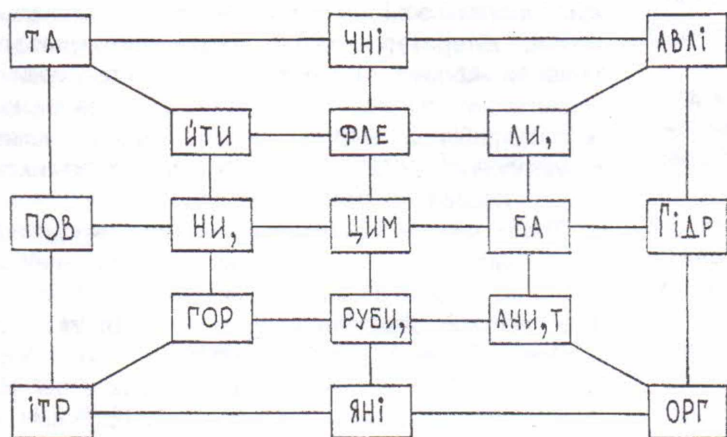 ТА ЧНІ АВЛІ
ЙТИ ФЛЕ ЛИ,
ПОВ НИ, ЦИМ БА ГІДР
ГОР РУБИ, АНИ, Т
ІТР ЯНІ ОРГ